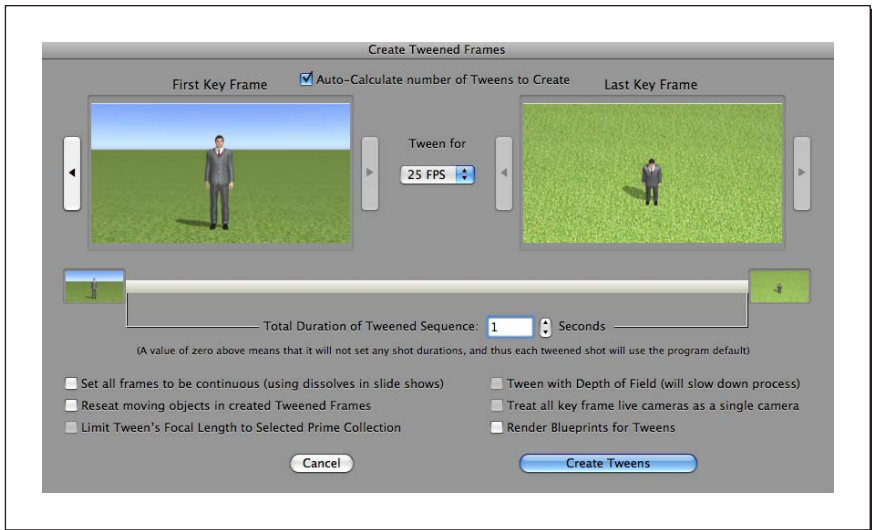 Create Tweened Frames
Auto-Calculate number of Tweens to Create
First Key Frame
Last Key Frame
Tween for
25 FPS
Total Duration of Tweened Sequence: 1 Seconds
(A value of zero above means that it will not set any shot durations, and thus each tweened shot will use the program default)
Set all frames to be continuous (using dissolves in slide shows)
Tween with Depth of Field (will slow down process)
Reseat moving objects in created Tweened Frames
Treat all key frame live cameras as a single camera
Limit Tween's Focal Length to Selected Prime Collection
Render Blueprints for Tweens
Cancel
Create Tweens